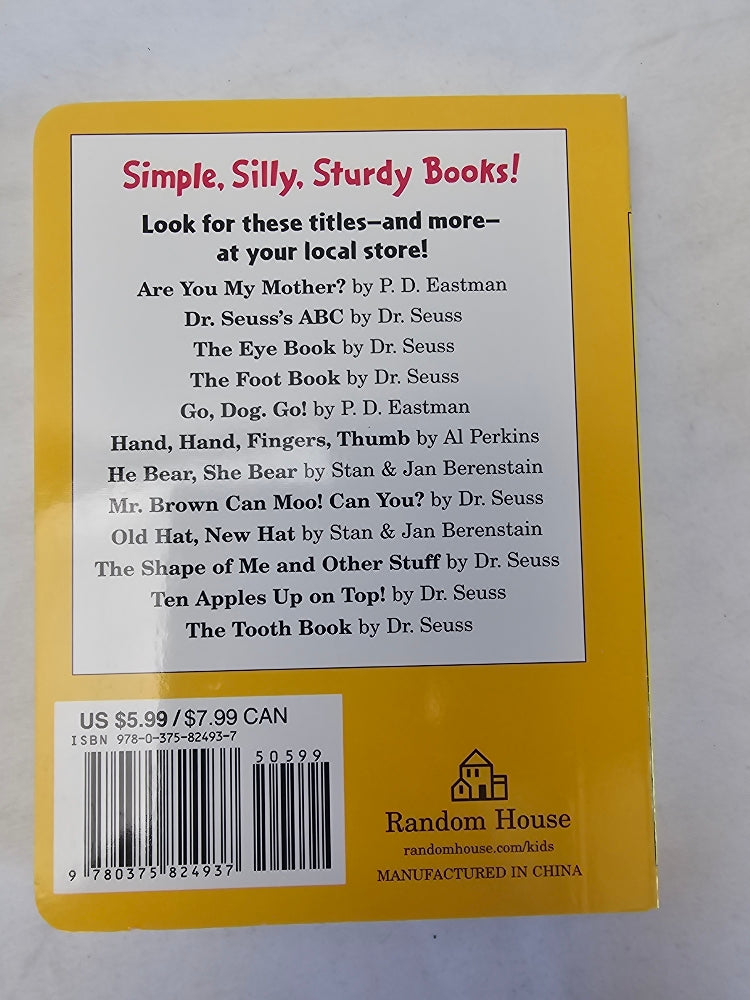 Simple, Silly, Sturdy Books!
Look for these titles—and more—
at your local store!
Are You My Mother? by P. D. Eastman
Dr. Seuss's ABC by Dr. Seuss
The Eye Book by Dr. Seuss
The Foot Book by Dr. Seuss
Go, Dog. Go! by P. D. Eastman
Hand, Hand, Fingers, Thumb by Al Perkins
He Bear, She Bear by Stan & Jan Berenstain
Mr. Brown Can Moo! Can You? by Dr. Seuss
Old Hat, New Hat by Stan & Jan Berenstain
The Shape of Me and Other Stuff by Dr. Seuss
Ten Apples Up on Top! by Dr. Seuss
The Tooth Book by Dr. Seuss
US $5.99 / $7.99 CAN
ISBN 978-0-375-82493-7
50599
9 780375 824937
Random House
randomhouse.com/kids
MANUFACTURED IN CHINA